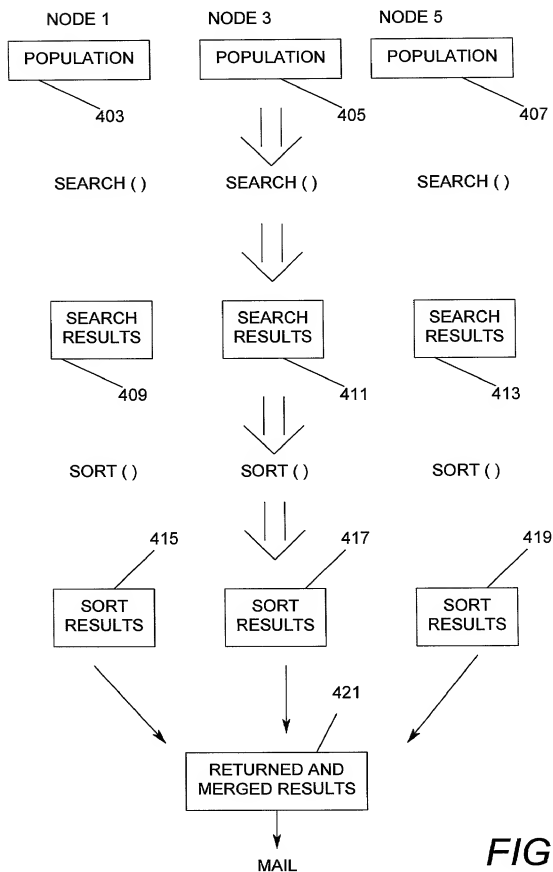 NODE 1 NODE 3 NODE 5
POPULATION POPULATION POPULATION
403 405 407
SEARCH ( ) SEARCH ( ) SEARCH ( )
SEARCH RESULTS SEARCH RESULTS SEARCH RESULTS
409 411 413
SORT ( ) SORT ( ) SORT ( )
415 417 419
SORT RESULTS SORT RESULTS SORT RESULTS
421
RETURNED AND
MERGED RESULTS
MAIL
FIG